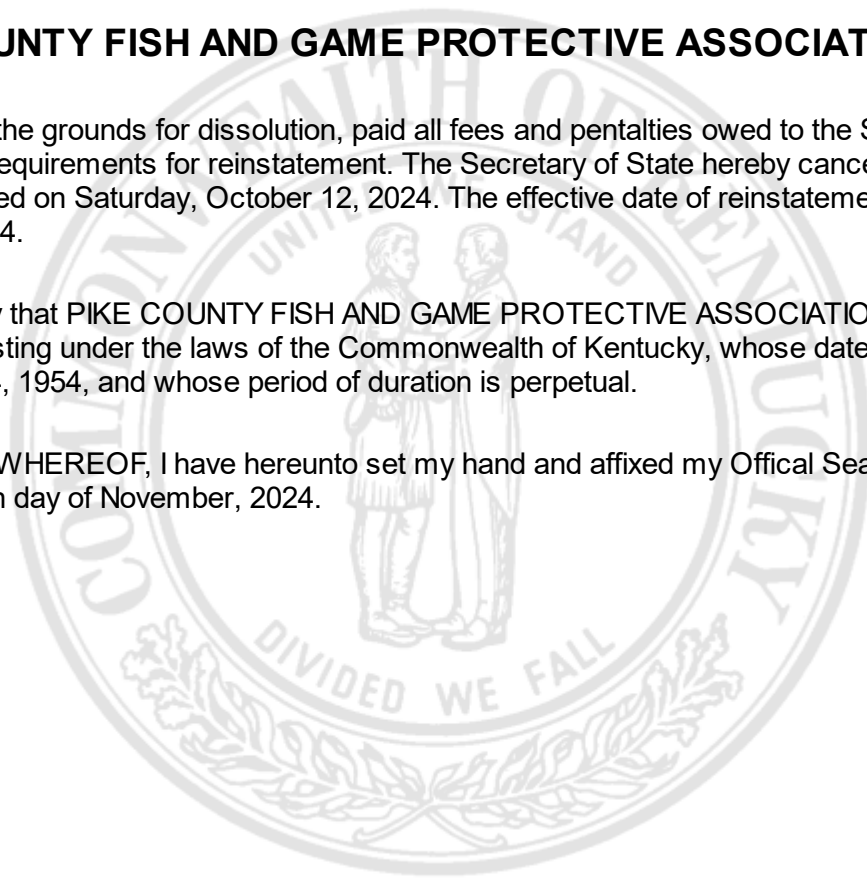 UNTY FISH AND GAME PROTECTIVE ASSOCIAT
the grounds for dissolution, paid all fees and pentalties owed to the S
equirements for reinstatement. The Secretary of State hereby cance
ed on Saturday, October 12, 2024. The effective date of reinstateme
4.
that PIKE COUNTY FISH AND GAME PROTECTIVE ASSOCIATIO
sting under the laws of the Commonwealth of Kentucky, whose date
, 1954, and whose period of duration is perpetual.
WHEREOF, I have hereunto set my hand and affixed my Offical Sea
day of November, 2024.
COMMONWEALTH OF KENTUCKY
UNITED WE STAND
DIVIDED WE FALL